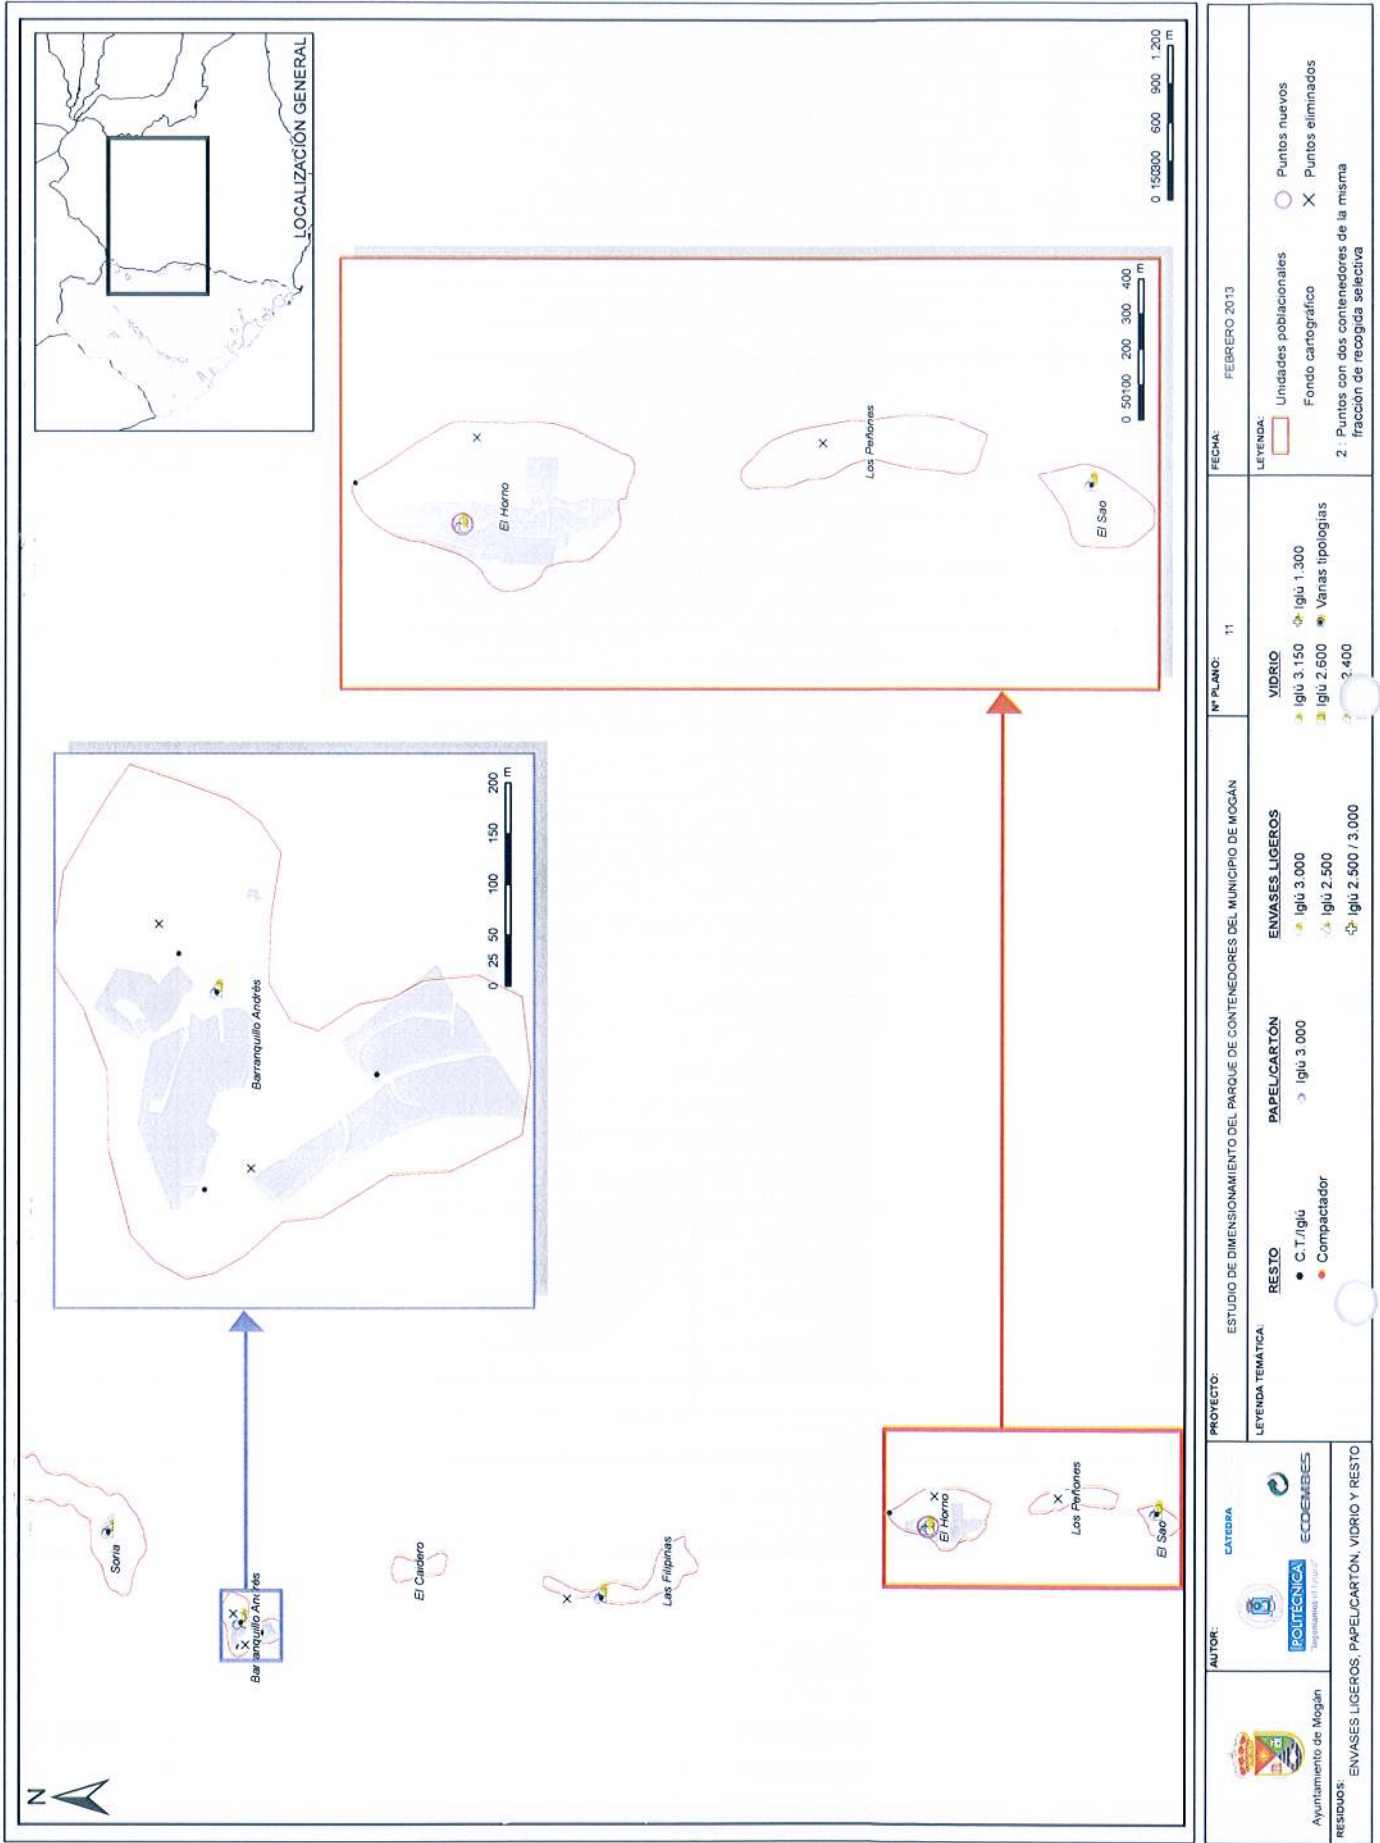 N
LOCALIZACIÓN GENERAL
Soria
Barranquillo Andrés
El Caidero
Las Filipinas
El Horno
Los Peñones
El Sao
Barranquillo Andrés
0 25 50 100 150 200
m
El Horno
Los Peñones
El Sao
0 50100 200 300 400
m
0 150300 600 900 1.200
m
Ayuntamiento de Mogán
AUTOR:
CÁTEDRA
POLITÉCNICA
ECOEMBES
RESIDUOS:
ENVASES LIGEROS, PAPEL/CARTÓN, VIDRIO Y RESTO
PROYECTO:
ESTUDIO DE DIMENSIONAMIENTO DEL PARQUE DE CONTENEDORES DEL MUNICIPIO DE MOGÁN
Nº PLANO:
11
FECHA:
FEBRERO 2013
LEYENDA TEMÁTICA:
RESTO
C.T./Iglú
Compactador
PAPEL/CARTÓN
Iglú 3.000
ENVASES LIGEROS
Iglú 3.000
Iglú 2.500
Iglú 2.500 / 3.000
VIDRIO
Iglú 3.150
Iglú 2.600
2.400
Iglú 1.300
Varias tipologías
LEYENDA:
Unidades poblacionales
Fondo cartográfico
Puntos nuevos
Puntos eliminados
2 : Puntos con dos contenedores de la misma
fracción de recogida selectiva